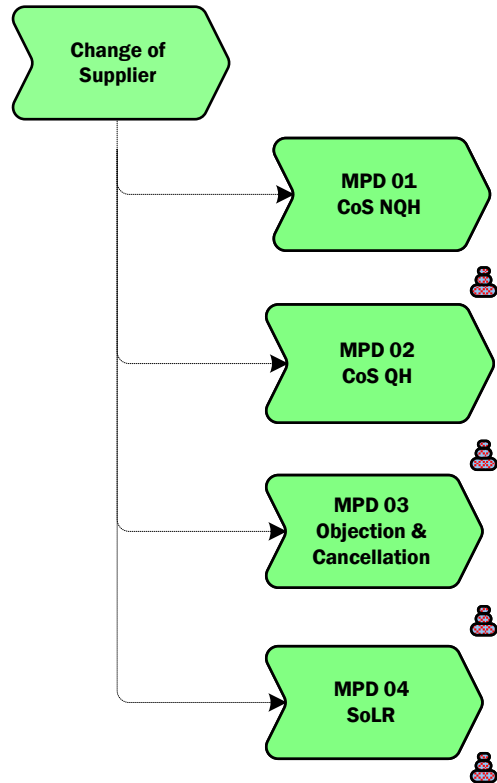 Change of
Supplier
MPD 01
CoS NQH
MPD 02
CoS QH
MPD 03
Objection &
Cancellation
MPD 04
SoLR